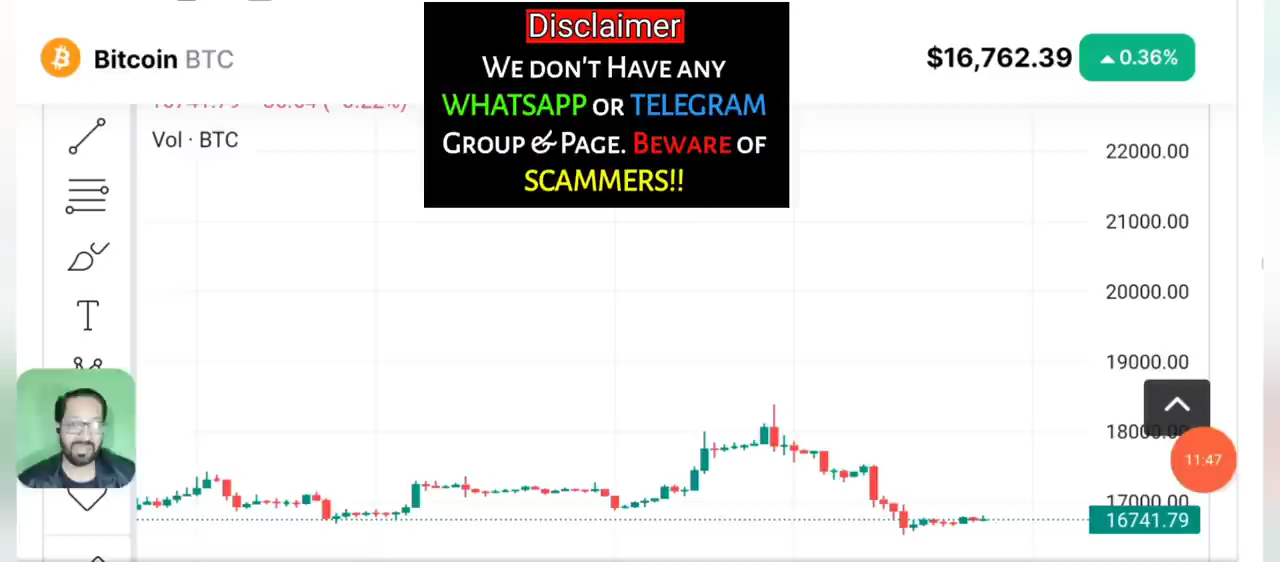 Disclaimer
WE DON'T HAVE ANY
WHATSAPP OR TELEGRAM
GROUP & PAGE. BEWARE OF
SCAMMERS!!
Bitcoin BTC
$16,762.39
0.36%
Vol · BTC
T
22000.00
21000.00
20000.00
19000.00
18000.00
11:47
17000.00
16741.79